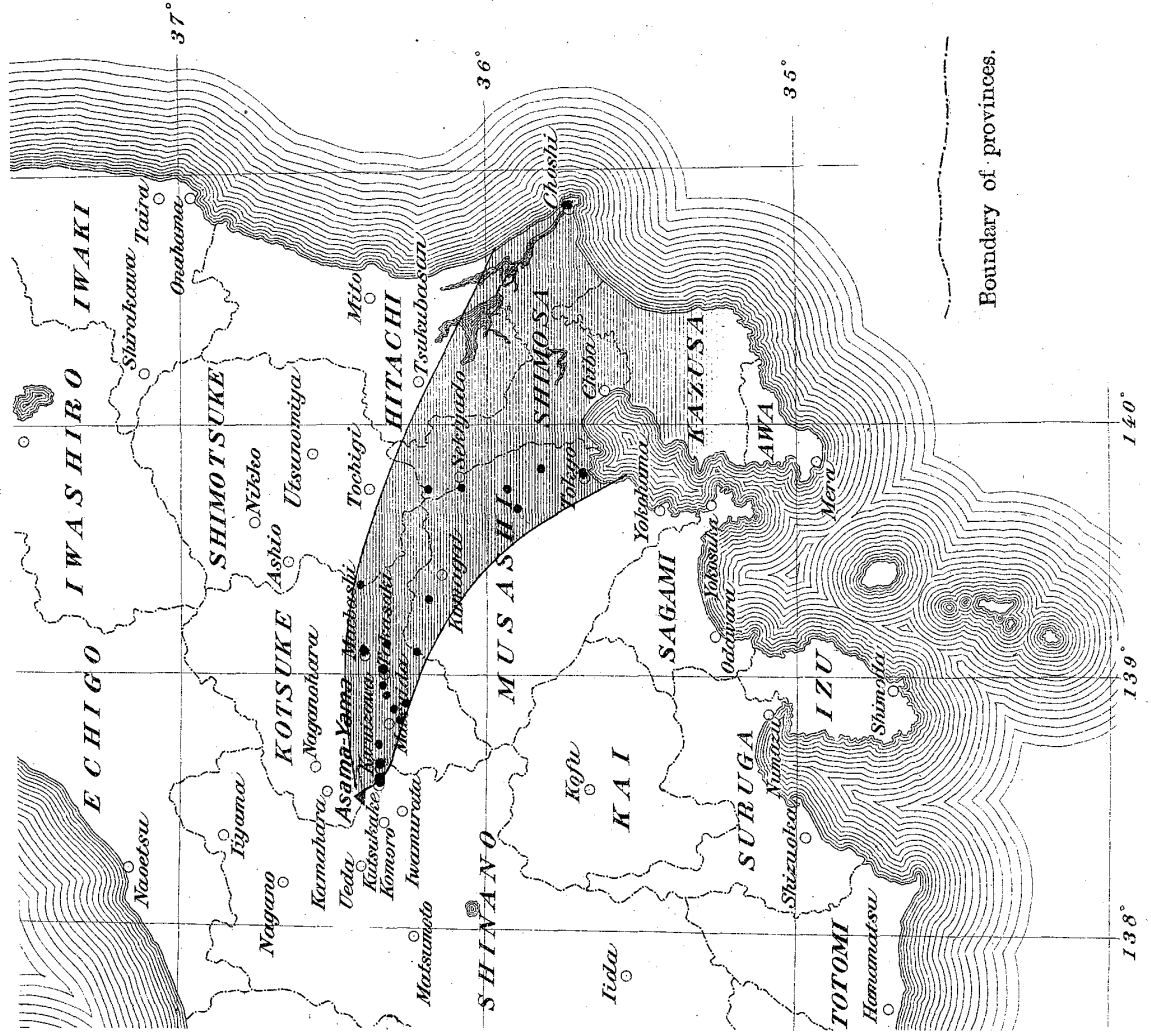 37°
36°
35°
140°
139°
138°
Boundary of provinces.
IWAKI
IWASHIRO
ECHIGO
Taira
Onahama
Shirakawa
SHIMOTSUKE
Nikko
Utsunomiya
Ashio
Tochigi
Mito
HITACHI
Tsukubasan
Choshi
SHIMOSA
Chiba
Sekiyado
KAZUSA
AWA
Mera
Tokyo
Yokohama
Yokosuka
MUSASHI
Kumagai
SAGAMI
Odawara
KOTSUKE
Naganohara
Maebashi
Takasaki
Asama-Yama
Karuizawa
Kutsukake
Komoro
Iwamurata
Ueda
Karnahara
Iiyama
Naoetsu
Nagano
Matsumoto
SHINANO
Iida
Kofu
KAI
SURUGA
Numazu
Shizuoka
IZU
Shimoda
TOTOMI
Hamamatsu